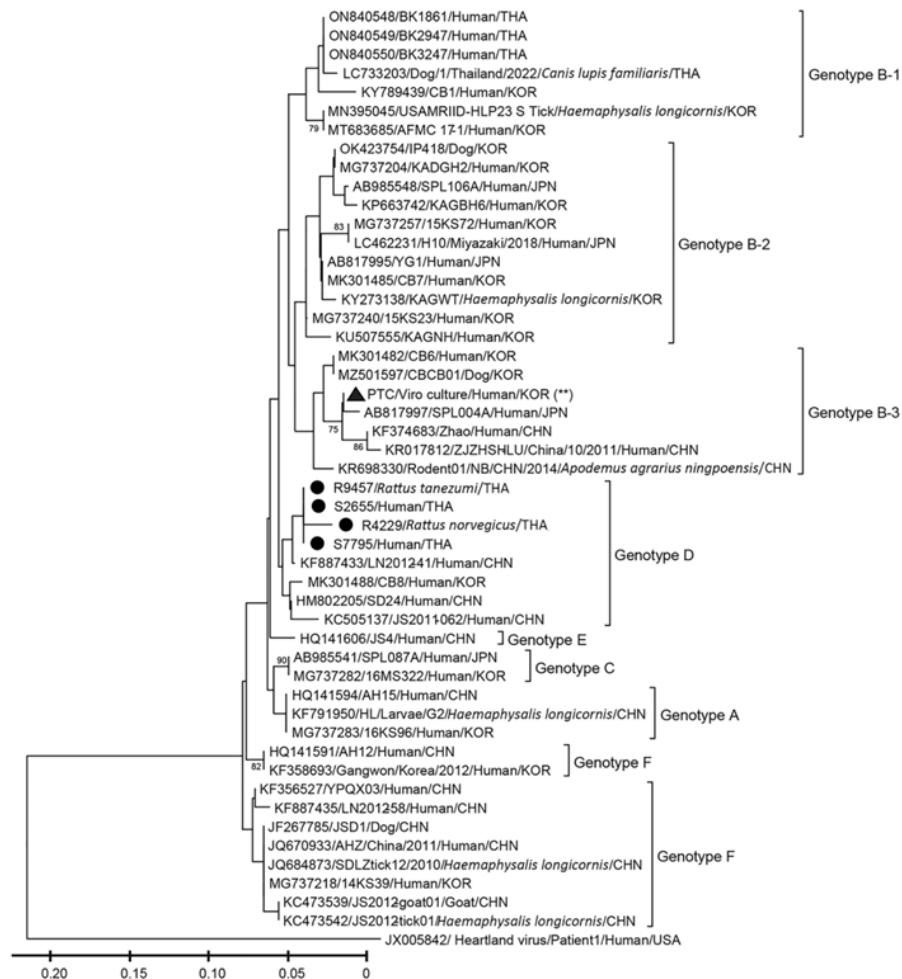 ON840548/BK1861/Human/THA
ON840549/BK2947/Human/THA
ON840550/BK3247/Human/THA
LC733203/Dog/1/Thailand/2022/Canis lupis familiaris/THA
KY789439/CB1/Human/KOR
MN395045/USAMRIID-HLP23 S Tick/Haemaphysalis longicornis/KOR
79
MT683685/AFMC 17-1/Human/KOR
Genotype B-1
OK423754/IP418/Dog/KOR
MG737204/KADGH2/Human/KOR
AB985548/SPL106A/Human/JPN
KP663742/KAGBH6/Human/KOR
83
MG737257/15KS72/Human/KOR
LC462231/H10/Miyazaki/2018/Human/JPN
AB817995/YG1/Human/JPN
MK301485/CB7/Human/KOR
KY273138/KAGWT/Haemaphysalis longicornis/KOR
MG737240/15KS23/Human/KOR
KU507555/KAGNH/Human/KOR
Genotype B-2
MK301482/CB6/Human/KOR
MZ501597/CBCB01/Dog/KOR
PTC/Viro culture/Human/KOR (**)
AB817997/SPL004A/Human/JPN
75
KF374683/Zhao/Human/CHN
86
KR017812/ZJZHSHLU/China/10/2011/Human/CHN
KR698330/Rodent01/NB/CHN/2014/Apodemus agrarius ningpoensis/CHN
Genotype B-3
R9457/Rattus tanezumi/THA
S2655/Human/THA
R4229/Rattus norvegicus/THA
S7795/Human/THA
KF887433/LN2012-41/Human/CHN
MK301488/CB8/Human/KOR
HM802205/SD24/Human/CHN
KC505137/JS2011-062/Human/CHN
Genotype D
HQ141606/JS4/Human/CHN
Genotype E
90
AB985541/SPL087A/Human/JPN
MG737282/16MS322/Human/KOR
Genotype C
HQ141594/AH15/Human/CHN
KF791950/HL/Larvae/G2/Haemaphysalis longicornis/CHN
MG737283/16KS96/Human/KOR
Genotype A
HQ141591/AH12/Human/CHN
82
KF358693/Gangwon/Korea/2012/Human/KOR
Genotype F
KF356527/YPQX03/Human/CHN
KF887435/LN2012-58/Human/CHN
JF267785/JSD1/Dog/CHN
JQ670933/AHZ/China/2011/Human/CHN
JQ684873/SDLZtick12/2010/Haemaphysalis longicornis/CHN
MG737218/14KS39/Human/KOR
KC473539/JS2012-goat01/Goat/CHN
KC473542/JS2012-tick01/Haemaphysalis longicornis/CHN
Genotype F
JX005842/ Heartland virus/Patient1/Human/USA
0.20 0.15 0.10 0.05 0